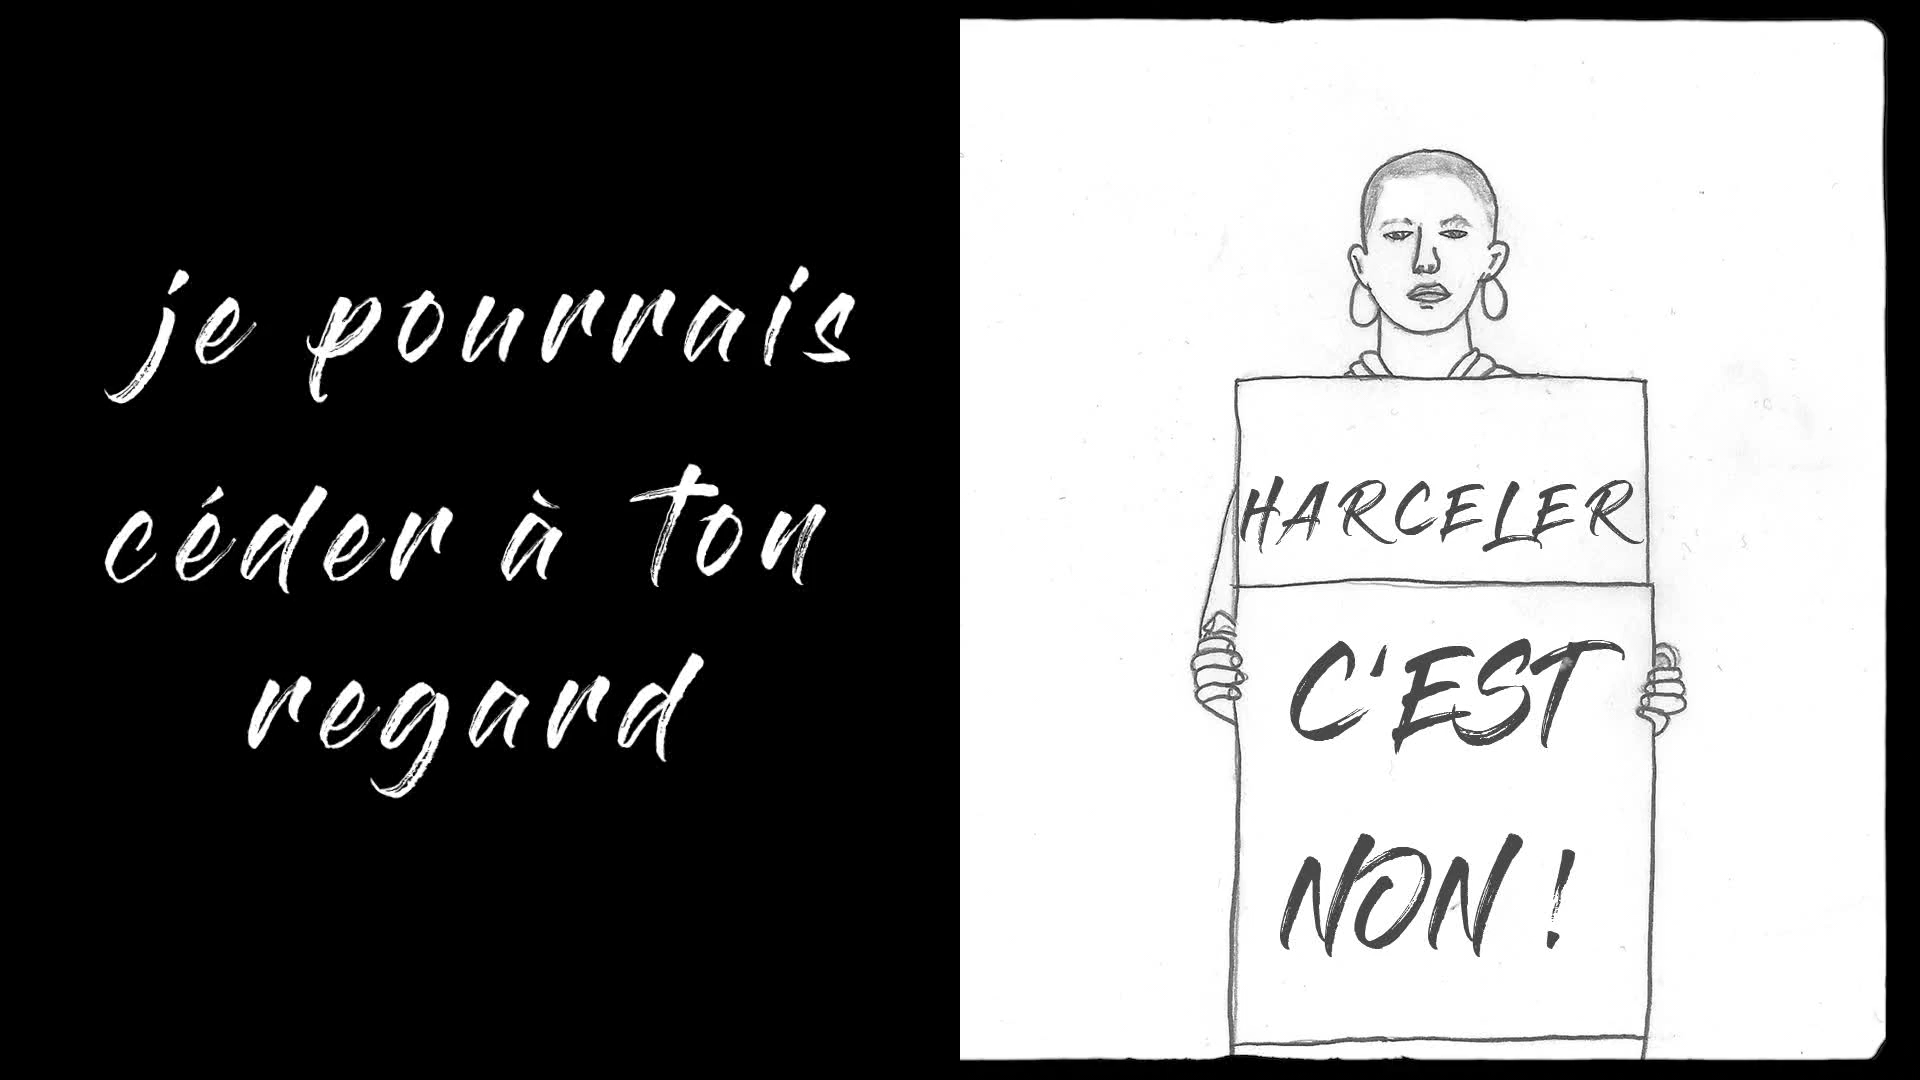 je pourrais
céder à ton
regard
HARCELER
C'EST
NON !